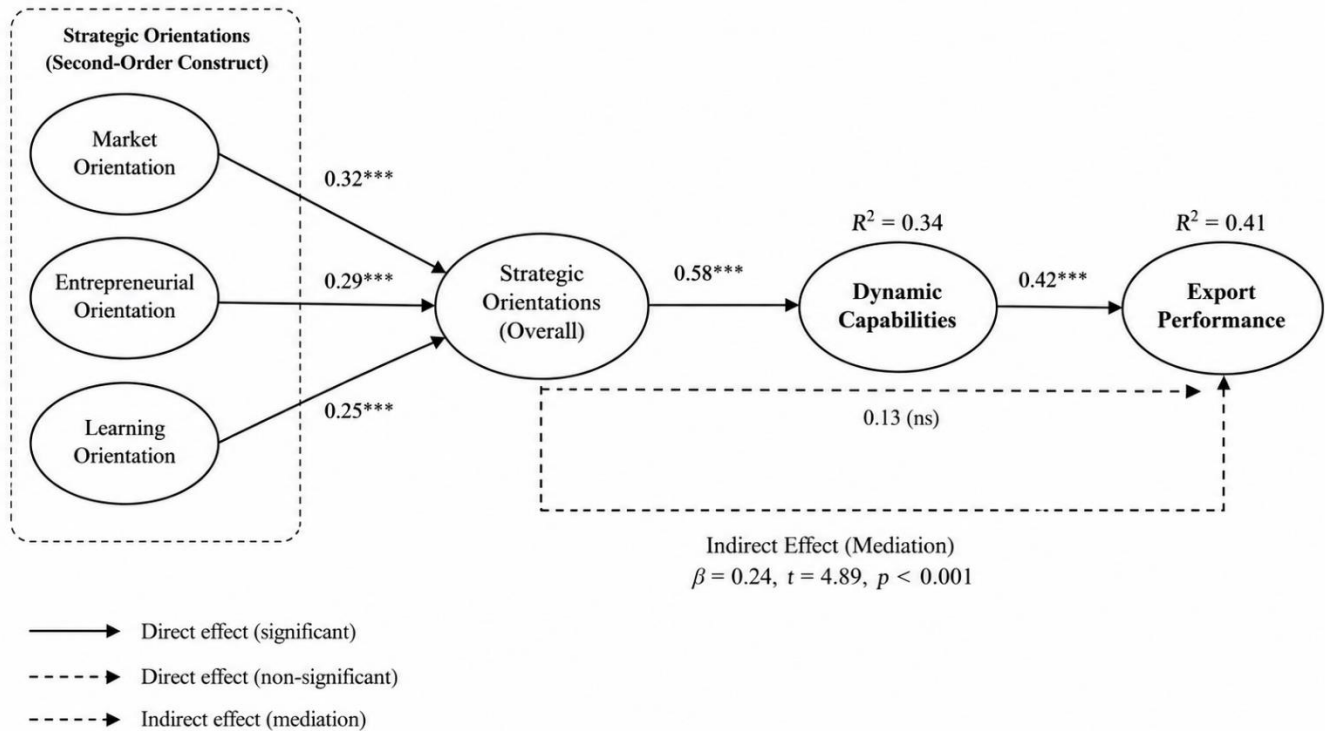 Strategic Orientations
(Second-Order Construct)
Market
Orientation
Entrepreneurial
Orientation
Learning
Orientation
0.32***
0.29***
0.25***
Strategic
Orientations
(Overall)
0.58***
R² = 0.34
Dynamic
Capabilities
0.42***
R² = 0.41
Export
Performance
0.13 (ns)
Indirect Effect (Mediation)
β = 0.24, t = 4.89, p < 0.001
Direct effect (significant)
Direct effect (non-significant)
Indirect effect (mediation)